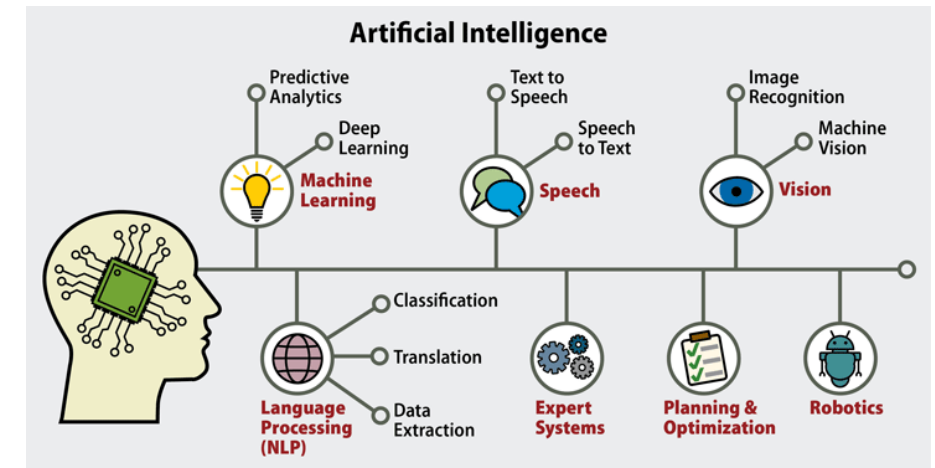 Artificial Intelligence
Predictive
Analytics
Deep
Learning
Machine
Learning
Text to
Speech
Speech
to Text
Speech
Image
Recognition
Machine
Vision
Vision
Classification
Translation
Data
Extraction
Language
Processing
(NLP)
Expert
Systems
Planning &
Optimization
Robotics